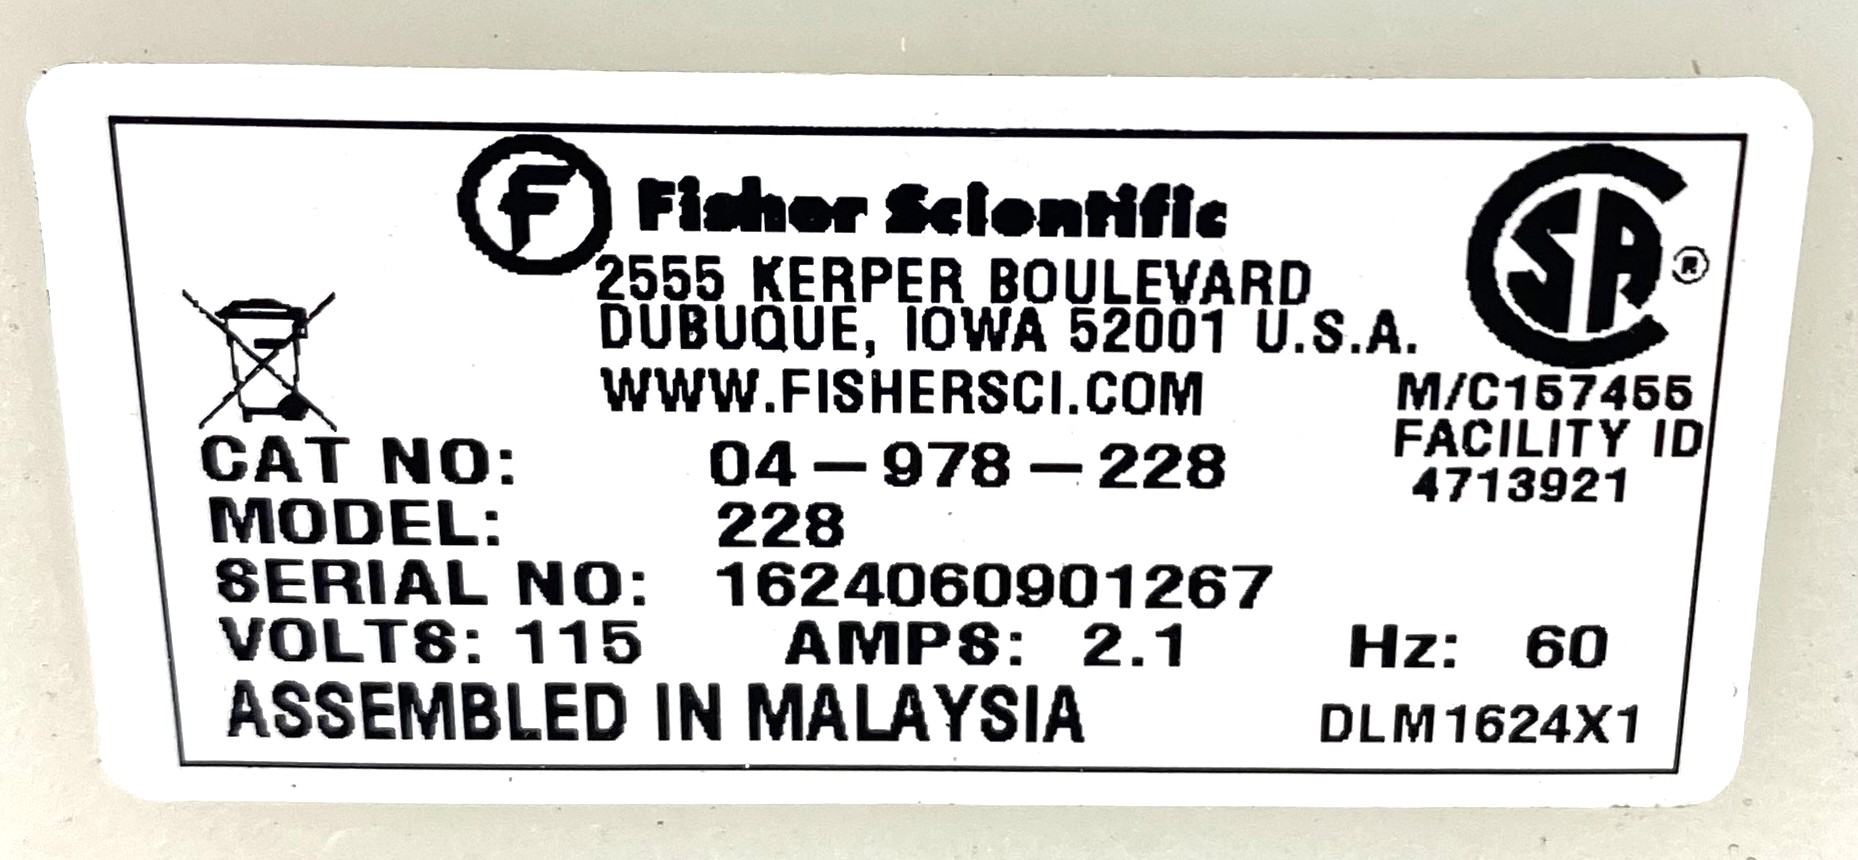 F Fisher Scientific
2555 KERPER BOULEVARD
DUBUQUE, IOWA 52001 U.S.A.
WWW.FISHERSCI.COM
CSA ®
M/C157455
FACILITY ID
4713921
CAT NO: 04-978-228
MODEL: 228
SERIAL NO: 1624060901267
VOLTS: 115 AMPS: 2.1 Hz: 60
ASSEMBLED IN MALAYSIA DLM1624X1